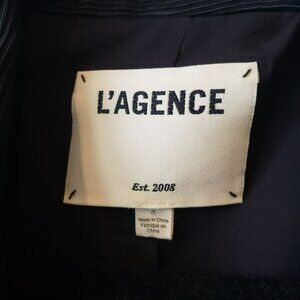 L'AGENCE
Est. 2008
Made in China
Fabriqué en
Chine